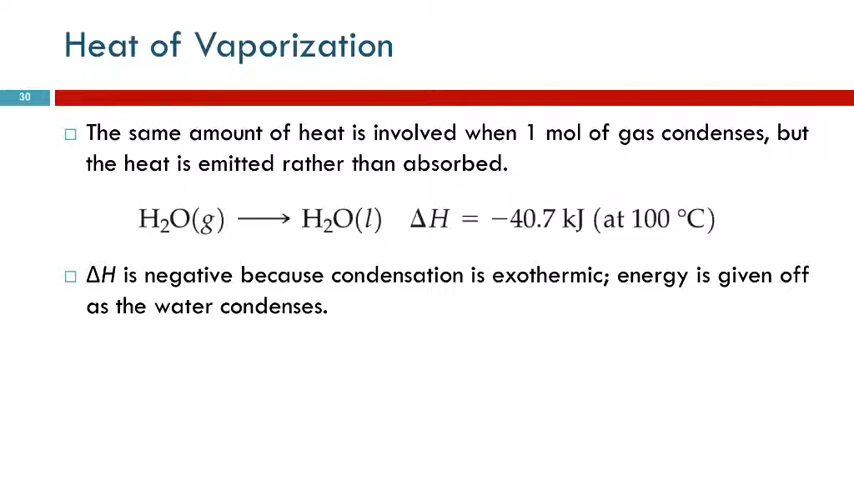 Heat of Vaporization
30
□ The same amount of heat is involved when 1 mol of gas condenses, but
the heat is emitted rather than absorbed.
H₂O(g) ⟶ H₂O(l) ΔH = −40.7 kJ (at 100 °C)
□ ΔH is negative because condensation is exothermic; energy is given off
as the water condenses.